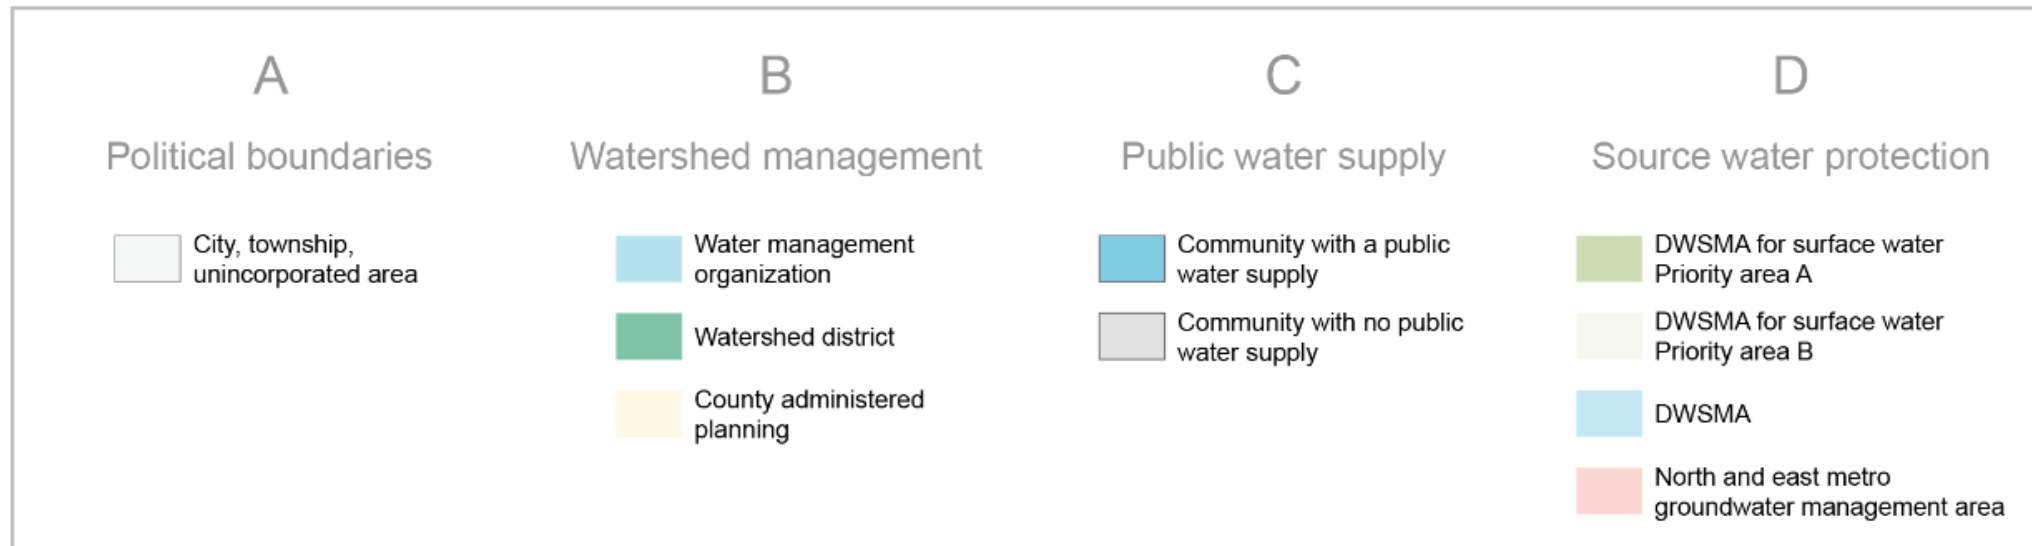 A
Political boundaries
City, township,
unincorporated area
B
Watershed management
Water management
organization
Watershed district
County administered
planning
C
Public water supply
Community with a public
water supply
Community with no public
water supply
D
Source water protection
DWSMA for surface water
Priority area A
DWSMA for surface water
Priority area B
DWSMA
North and east metro
groundwater management area